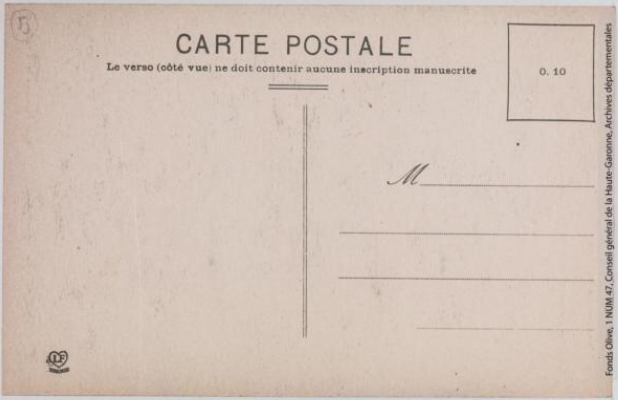 CARTE POSTALE
Le verso (côté vue) ne doit contenir aucune inscription manuscrite
0, 10
M
Fonds Olive, 1 NUM 47, Conseil général de la Haute-Garonne, Archives départementales